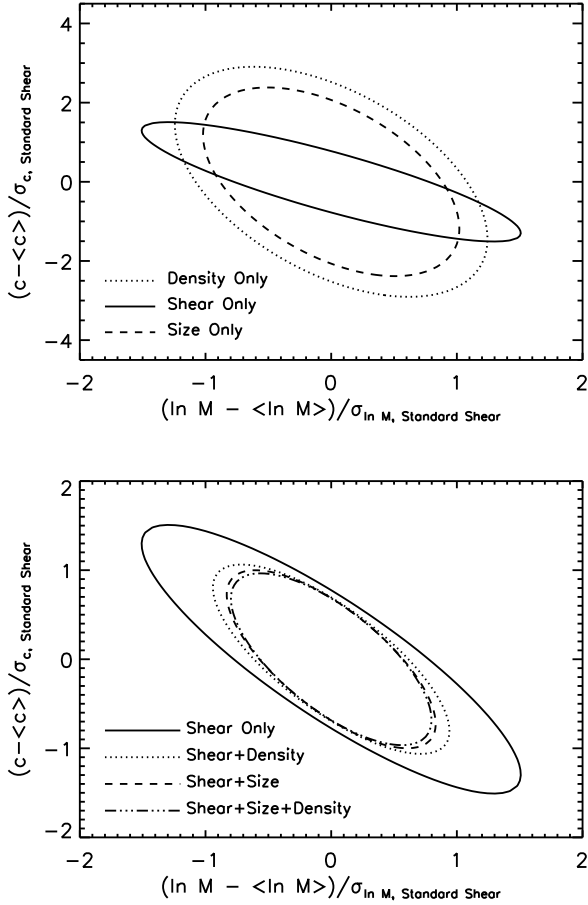 4
2
0
−2
−4
(c−<c>)/σc, Standard Shear
Density Only
Shear Only
Size Only
−2 −1 0 1 2
(ln M − <ln M>)/σln M, Standard Shear
2
1
0
−1
−2
(c−<c>)/σc, Standard Shear
Shear Only
Shear+Density
Shear+Size
Shear+Size+Density
−2 −1 0 1 2
(ln M − <ln M>)/σln M, Standard Shear